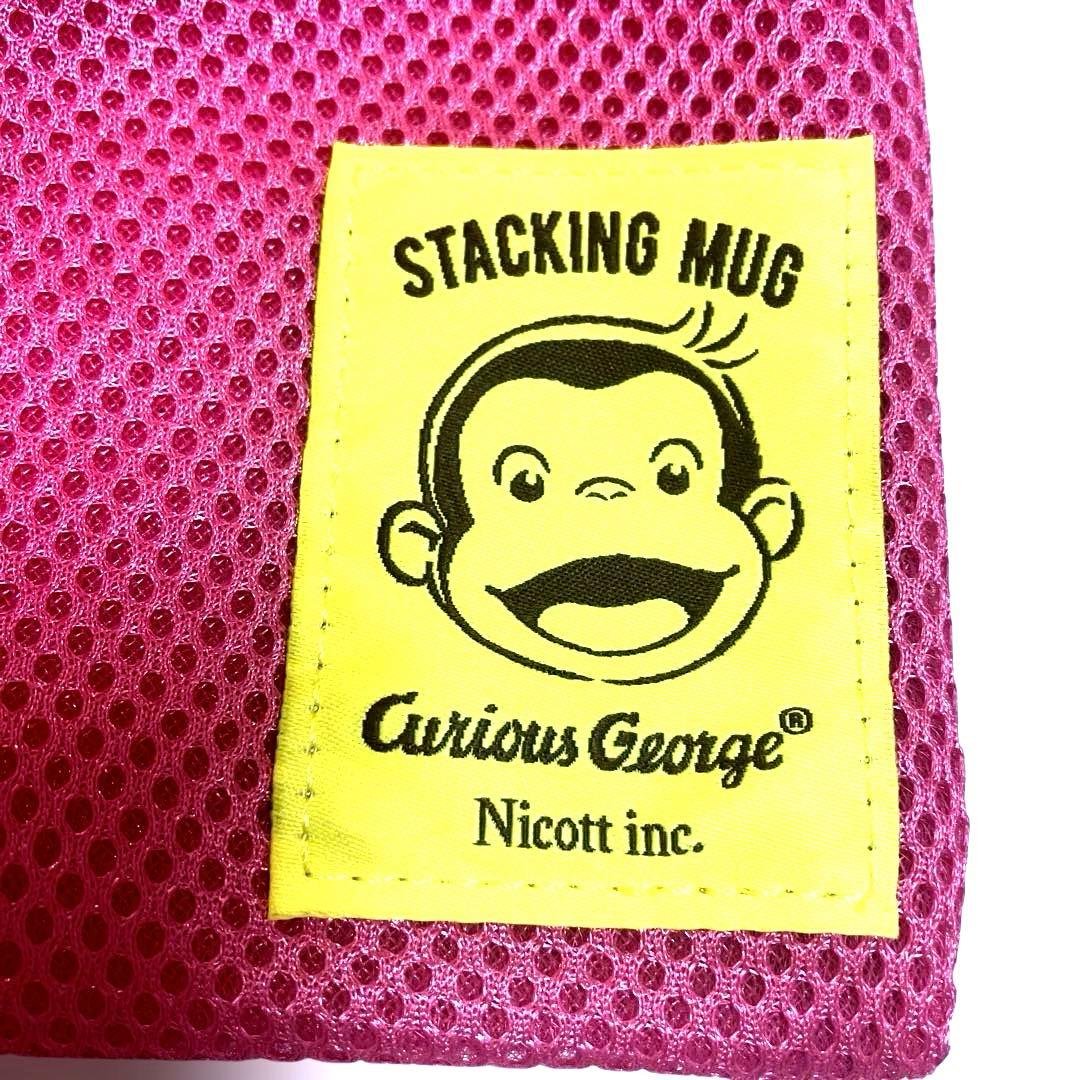 STACKING MUG
Curious George®
Nicott inc.